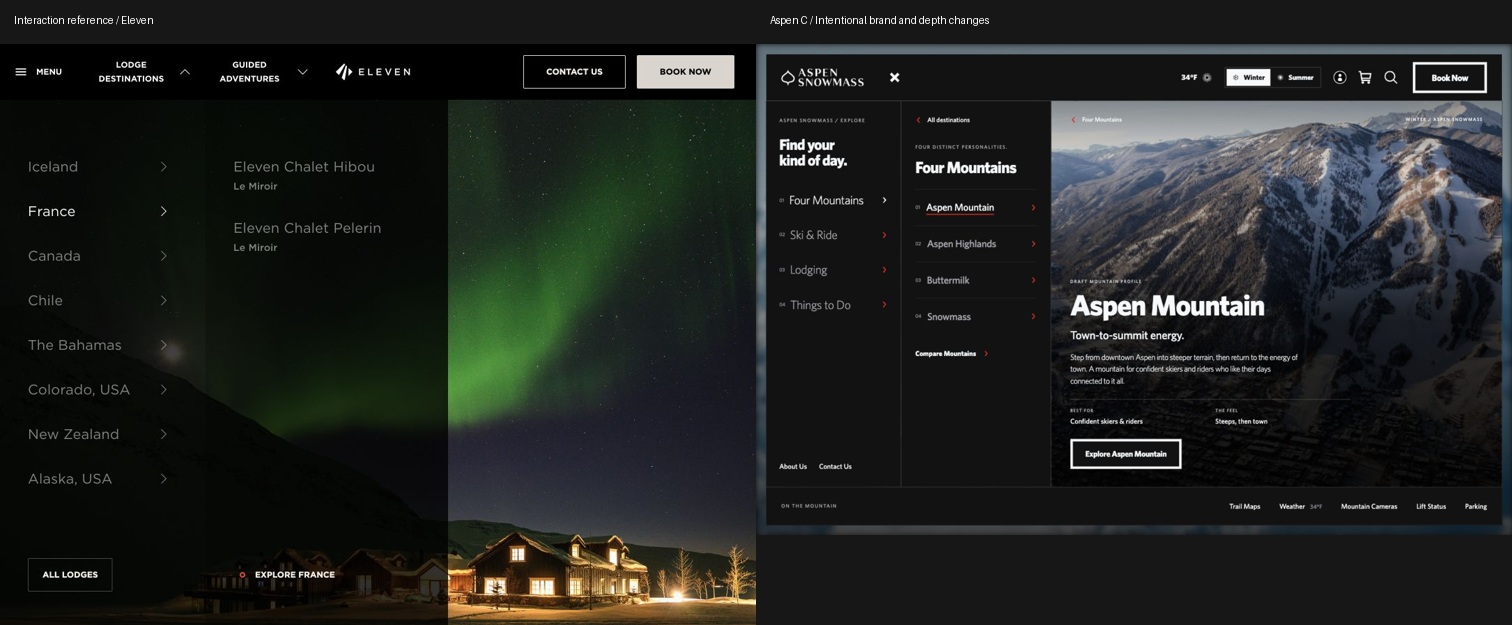 Interaction reference / Eleven
MENU
LODGE
DESTINATIONS
GUIDED
ADVENTURES
ELEVEN
CONTACT US
BOOK NOW
Iceland
France
Canada
Chile
The Bahamas
Colorado, USA
New Zealand
Alaska, USA
ALL LODGES
Eleven Chalet Hibou
Le Miroir
Eleven Chalet Pelerin
Le Miroir
EXPLORE FRANCE
Aspen C / Intentional brand and depth changes
ASPEN
SNOWMASS
34°F
Winter
Summer
Book Now
ASPEN SNOWMASS / EXPLORE
Find your
kind of day.
01 Four Mountains
02 Ski & Ride
03 Lodging
04 Things to Do
About Us
Contact Us
All destinations
FOUR DISTINCT PERSONALITIES.
Four Mountains
01 Aspen Mountain
02 Aspen Highlands
03 Buttermilk
04 Snowmass
Compare Mountains
Four Mountains
WINTER / ASPEN SNOWMASS
DRAFT MOUNTAIN PROFILE
Aspen Mountain
Town-to-summit energy.
Step from downtown Aspen into steeper terrain, then return to the energy of
town. A mountain for confident skiers and riders who like their days
connected to it all.
BEST FOR
Confident skiers & riders
THE FEEL
Steeps, then town
Explore Aspen Mountain
ON THE MOUNTAIN
Trail Maps
Weather 34°F
Mountain Cameras
Lift Status
Parking